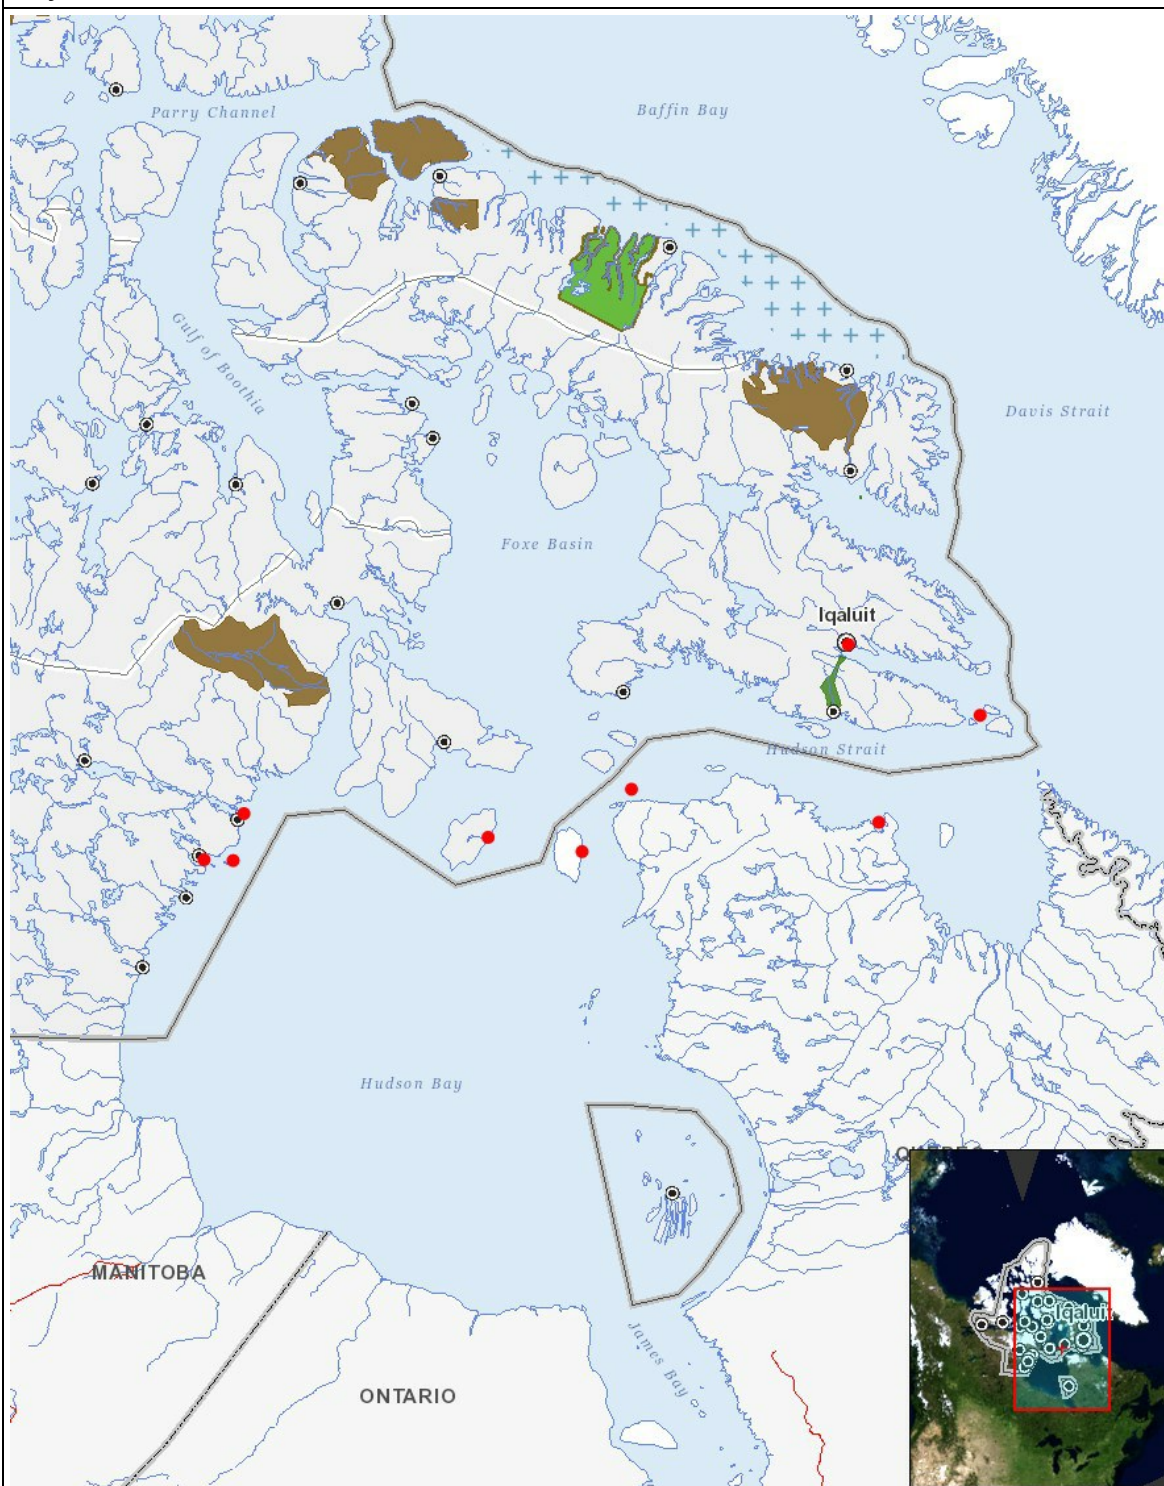 Parry Channel
Baffin Bay
Gulf of Boothia
Davis Strait
Foxe Basin
Iqaluit
Hudson Strait
Hudson Bay
MANITOBA
Iqaluit
James Bay
ONTARIO